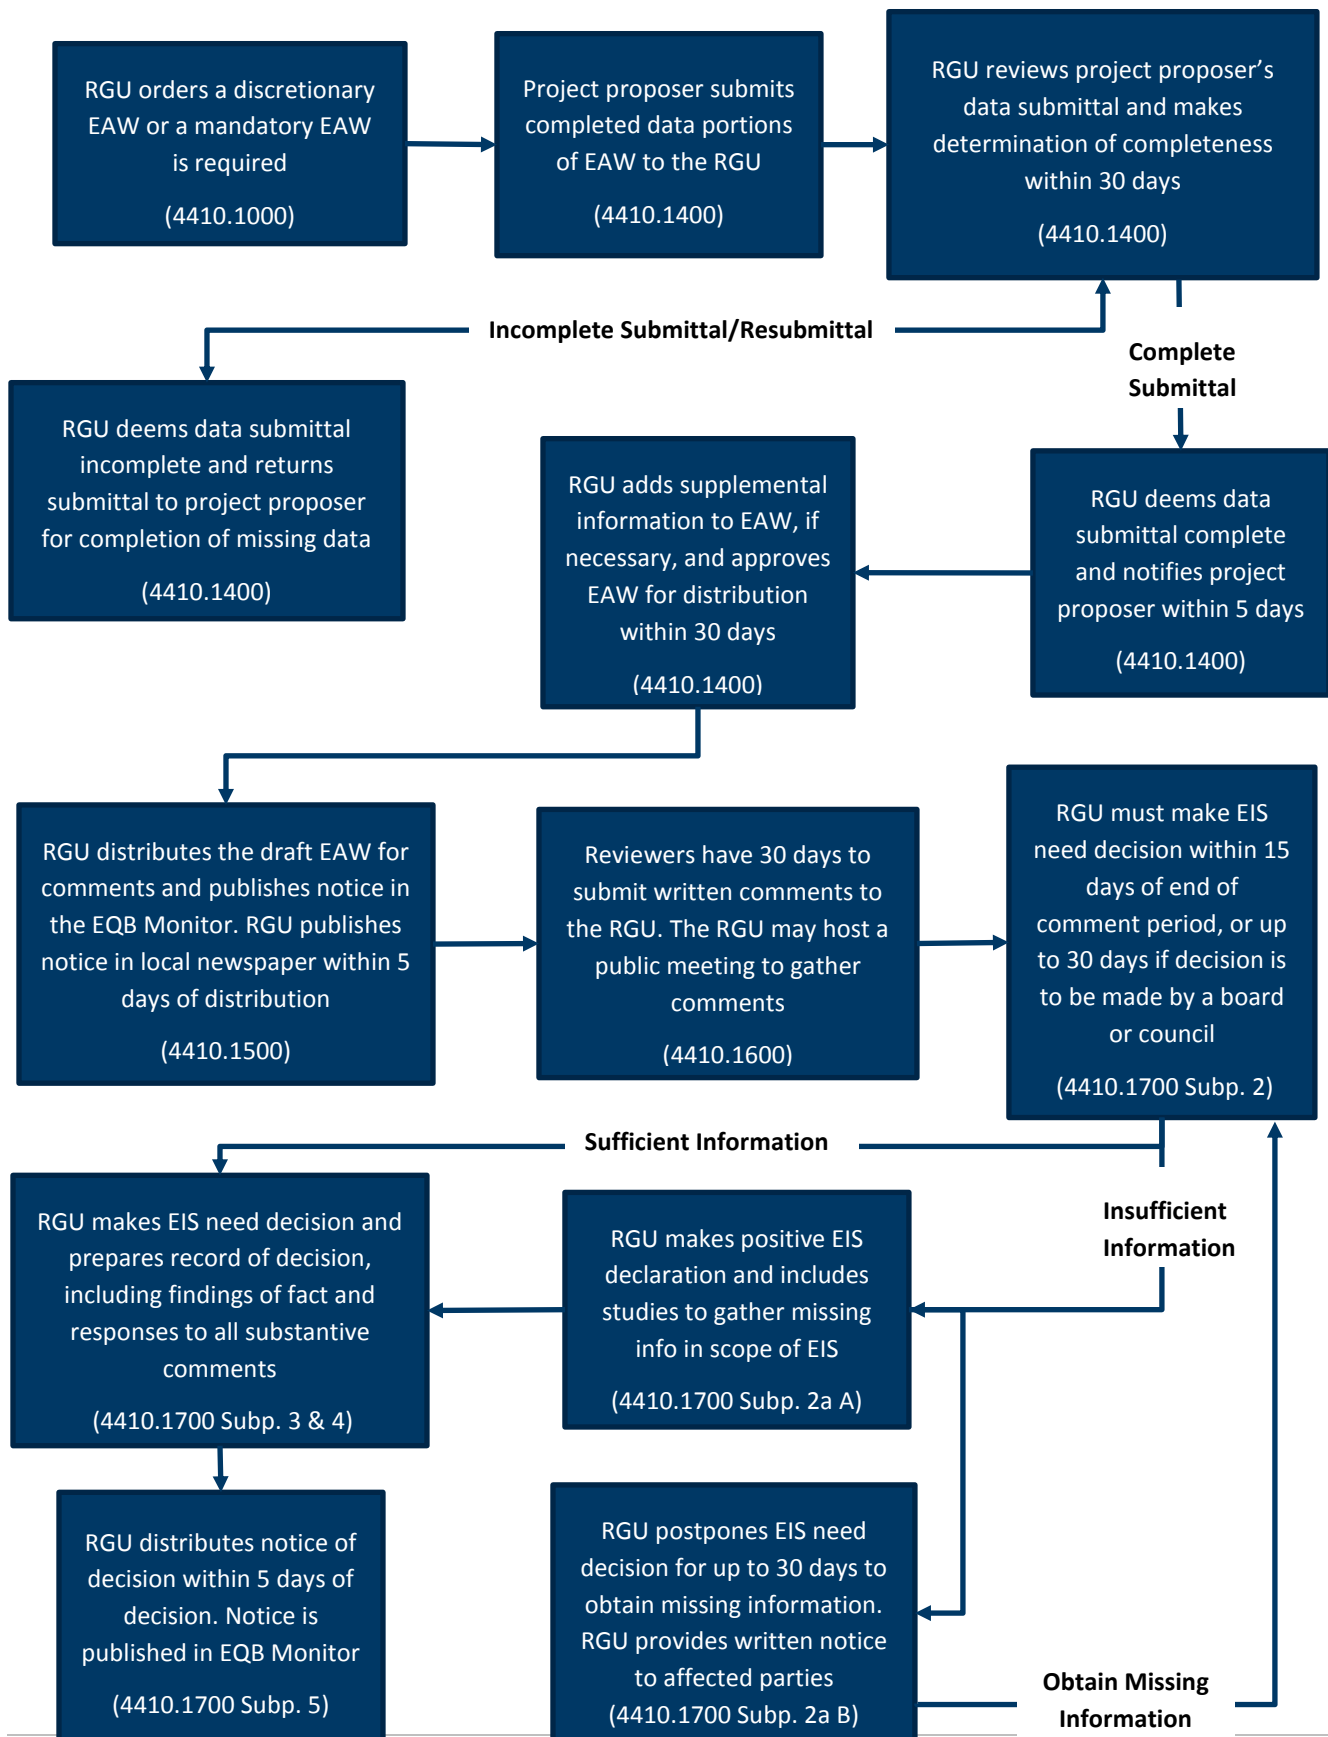 RGU orders a discretionary
EAW or a mandatory EAW
is required
(4410.1000)
Project proposer submits
completed data portions
of EAW to the RGU
(4410.1400)
RGU reviews project proposer’s
data submittal and makes
determination of completeness
within 30 days
(4410.1400)
Incomplete Submittal/Resubmittal
Complete
Submittal
RGU deems data submittal
incomplete and returns
submittal to project proposer
for completion of missing data
(4410.1400)
RGU adds supplemental
information to EAW, if
necessary, and approves
EAW for distribution
within 30 days
(4410.1400)
RGU deems data
submittal complete
and notifies project
proposer within 5 days
(4410.1400)
RGU distributes the draft EAW for
comments and publishes notice in
the EQB Monitor. RGU publishes
notice in local newspaper within 5
days of distribution
(4410.1500)
Reviewers have 30 days to
submit written comments to
the RGU. The RGU may host a
public meeting to gather
comments
(4410.1600)
RGU must make EIS
need decision within 15
days of end of
comment period, or up
to 30 days if decision is
to be made by a board
or council
(4410.1700 Subp. 2)
Sufficient Information
Insufficient
Information
RGU makes EIS need decision and
prepares record of decision,
including findings of fact and
responses to all substantive
comments
(4410.1700 Subp. 3 & 4)
RGU makes positive EIS
declaration and includes
studies to gather missing
info in scope of EIS
(4410.1700 Subp. 2a A)
RGU distributes notice of
decision within 5 days of
decision. Notice is
published in EQB Monitor
(4410.1700 Subp. 5)
RGU postpones EIS need
decision for up to 30 days to
obtain missing information.
RGU provides written notice
to affected parties
(4410.1700 Subp. 2a B)
Obtain Missing
Information